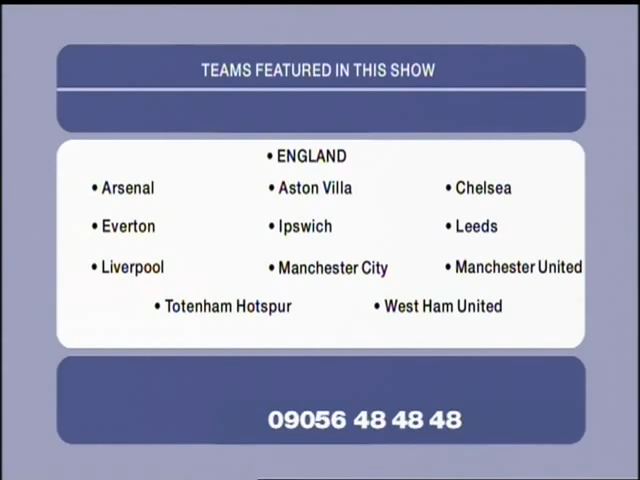 TEAMS FEATURED IN THIS SHOW
• ENGLAND
• Arsenal • Aston Villa • Chelsea
• Everton • Ipswich • Leeds
• Liverpool • Manchester City • Manchester United
• Totenham Hotspur • West Ham United
09056 48 48 48